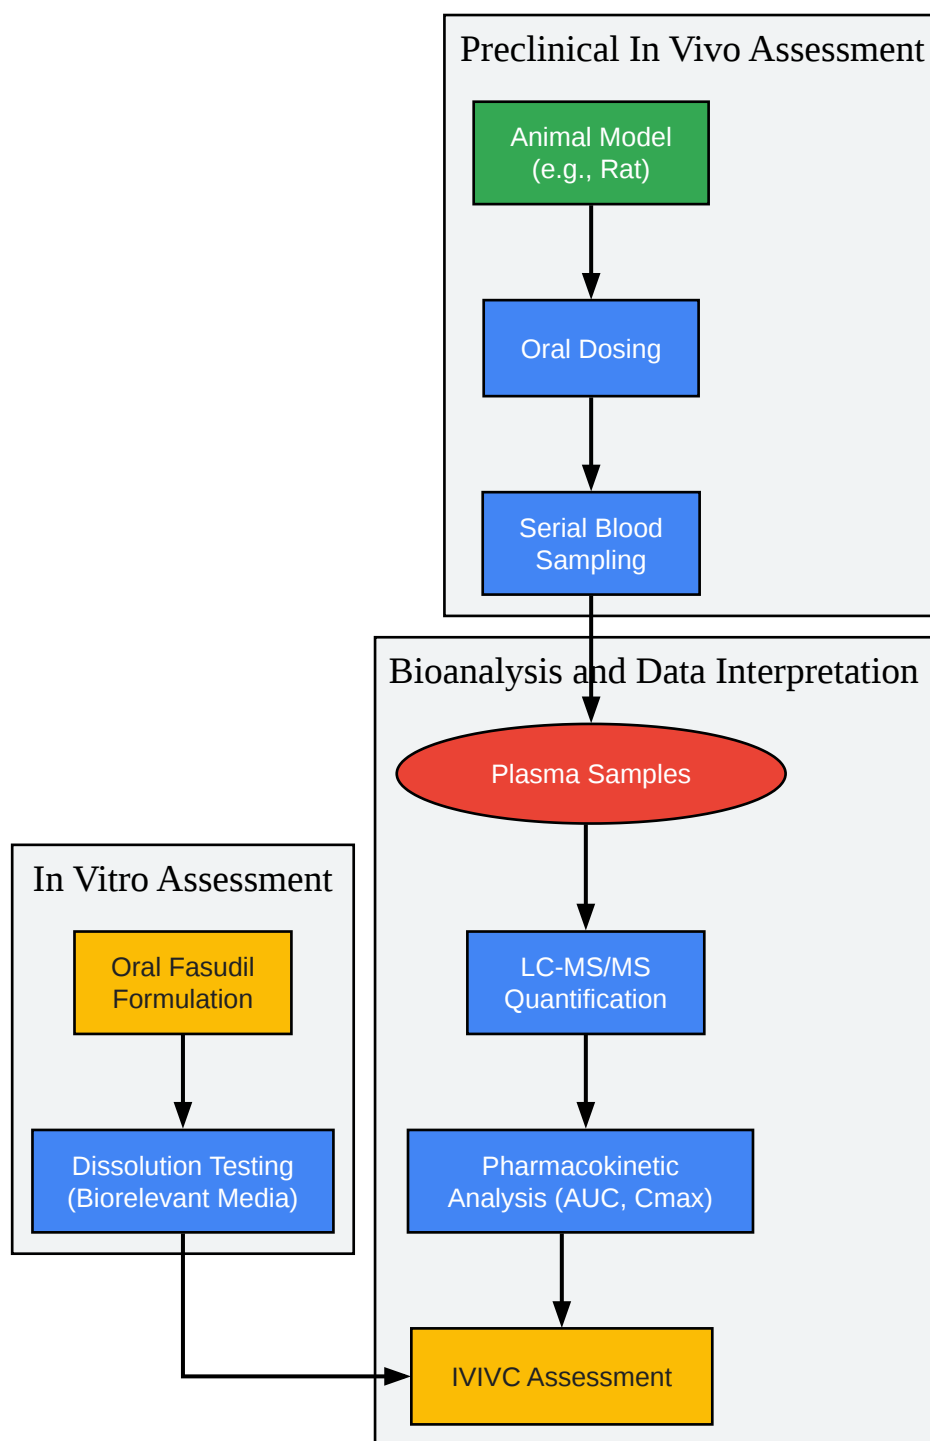 Preclinical In Vivo Assessment
Animal Model
(e.g., Rat)
Oral Dosing
Serial Blood
Sampling
Bioanalysis and Data Interpretation
Plasma Samples
In Vitro Assessment
Oral Fasudil
Formulation
LC-MS/MS
Quantification
Dissolution Testing
(Biorelevant Media)
Pharmacokinetic
Analysis (AUC, Cmax)
IVIVC Assessment